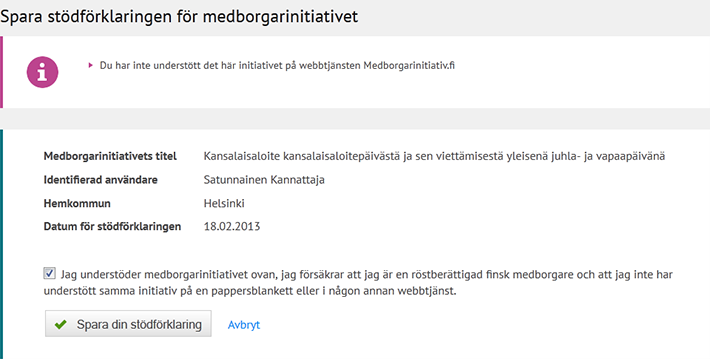 Spara stödförklaringen för medborgarinitiativet
Du har inte understött det här initiativet på webbtjänsten Medborgarinitiativ.fi
Medborgarinitiativets titel Kansalaisaloite kansalaisaloitepäivästä ja sen viettämisestä yleisenä juhla- ja vapaapäivänä
Identifierad användare Satunnainen Kannattaja
Hemkommun Helsinki
Datum för stödförklaringen 18.02.2013
Jag understöder medborgarinitiativet ovan, jag försäkrar att jag är en röstberättigad finsk medborgare och att jag inte har
understött samma initiativ på en pappersblankett eller i någon annan webbtjänst.
Spara din stödförklaring Avbryt